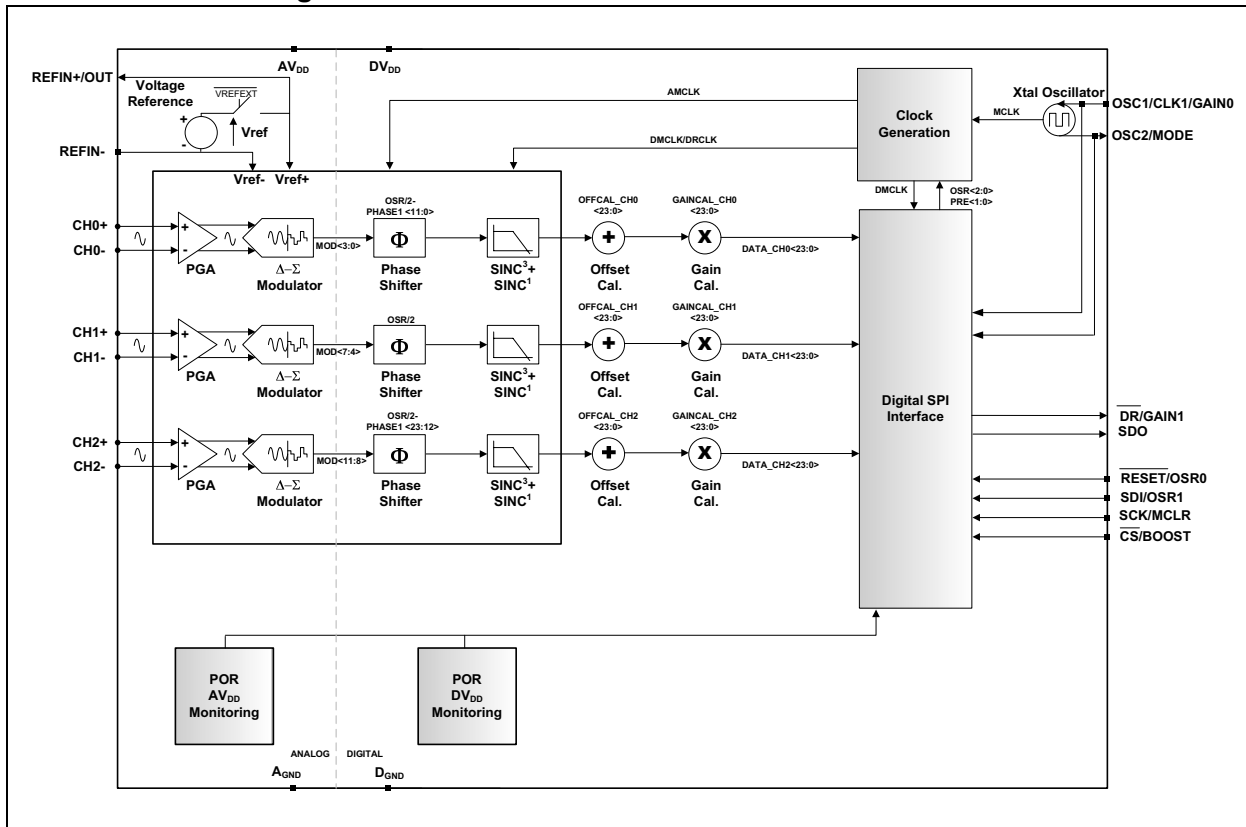 AVDD
DVDD
REFIN+/OUT
Voltage
Reference
VREFEXT
+
-
Vref
REFIN-
Vref- Vref+
AMCLK
DMCLK/DRCLK
Clock
Generation
MCLK
Xtal Oscillator
OSC1/CLK1/GAIN0
OSC2/MODE
DMCLK
OSR<2:0>
PRE<1:0>
CH0+
CH0-
+
-
PGA
Δ–Σ
Modulator
MOD<3:0>
OSR/2-
PHASE1 <11:0>
Φ
Phase
Shifter
SINC3+
SINC1
OFFCAL_CH0
<23:0>
+
Offset
Cal.
GAINCAL_CH0
<23:0>
X
Gain
Cal.
DATA_CH0<23:0>
CH1+
CH1-
+
-
PGA
Δ–Σ
Modulator
MOD<7:4>
OSR/2
Φ
Phase
Shifter
SINC3+
SINC1
OFFCAL_CH1
<23:0>
+
Offset
Cal.
GAINCAL_CH1
<23:0>
X
Gain
Cal.
DATA_CH1<23:0>
CH2+
CH2-
+
-
PGA
Δ–Σ
Modulator
MOD<11:8>
OSR/2-
PHASE1 <23:12>
Φ
Phase
Shifter
SINC3+
SINC1
OFFCAL_CH2
<23:0>
+
Offset
Cal.
GAINCAL_CH2
<23:0>
X
Gain
Cal.
DATA_CH2<23:0>
Digital SPI
Interface
DR/GAIN1
SDO
RESET/OSR0
SDI/OSR1
SCK/MCLR
CS/BOOST
POR
AVDD
Monitoring
POR
DVDD
Monitoring
ANALOG DIGITAL
AGND
DGND